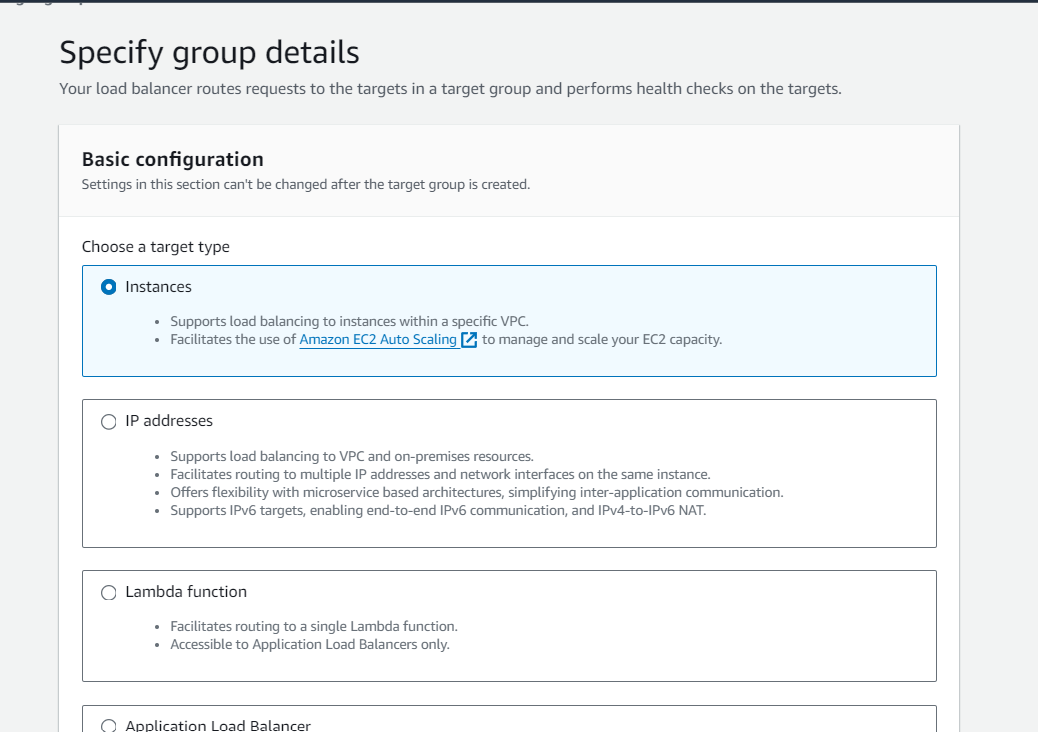 Specify group details
Your load balancer routes requests to the targets in a target group and performs health checks on the targets.
Basic configuration
Settings in this section can't be changed after the target group is created.
Choose a target type
Instances
• Supports load balancing to instances within a specific VPC.
• Facilitates the use of Amazon EC2 Auto Scaling to manage and scale your EC2 capacity.
IP addresses
• Supports load balancing to VPC and on-premises resources.
• Facilitates routing to multiple IP addresses and network interfaces on the same instance.
• Offers flexibility with microservice based architectures, simplifying inter-application communication.
• Supports IPv6 targets, enabling end-to-end IPv6 communication, and IPv4-to-IPv6 NAT.
Lambda function
• Facilitates routing to a single Lambda function.
• Accessible to Application Load Balancers only.
Application Load Balancer